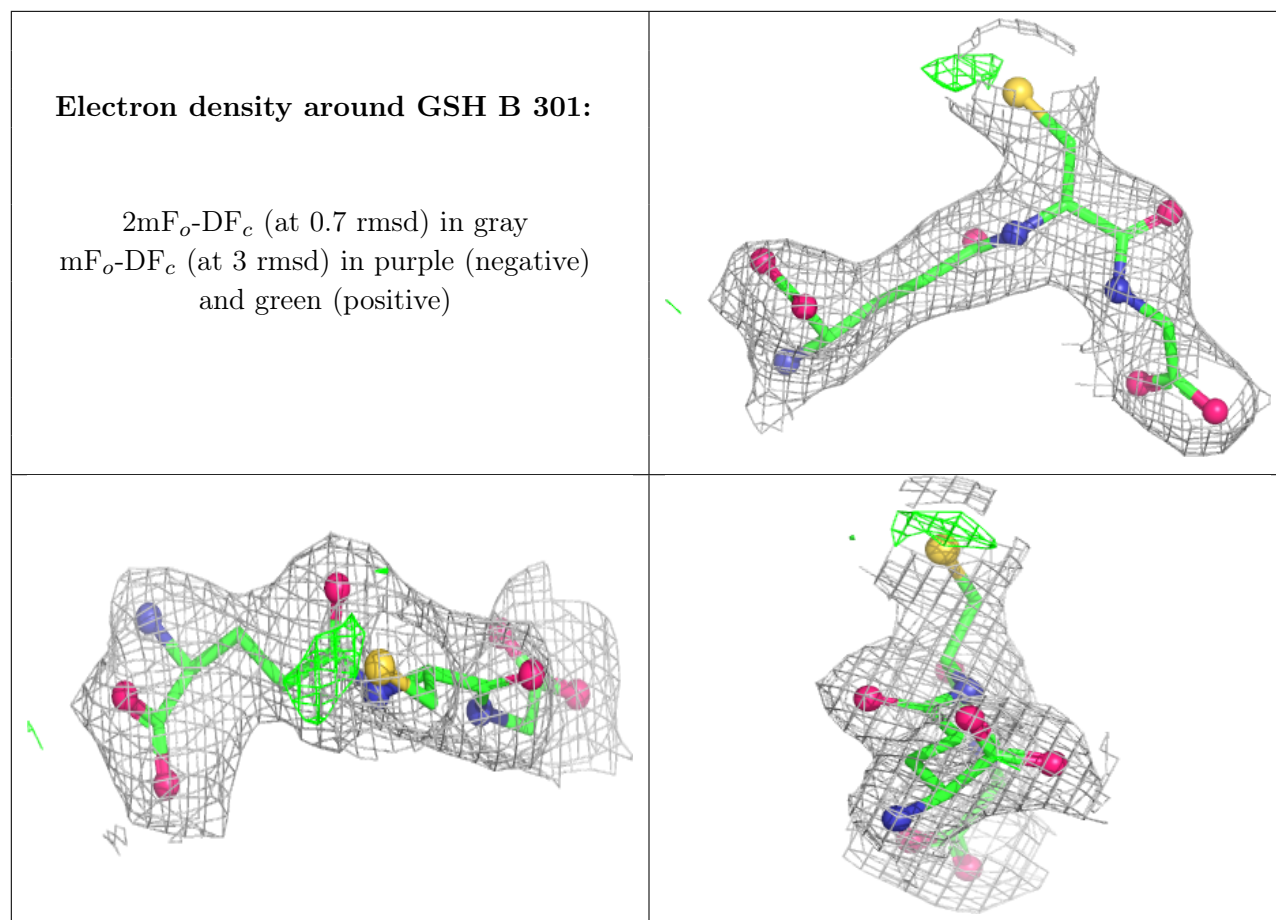 Electron density around GSH B 301:
2mFo-DFc (at 0.7 rmsd) in gray
mFo-DFc (at 3 rmsd) in purple (negative)
and green (positive)